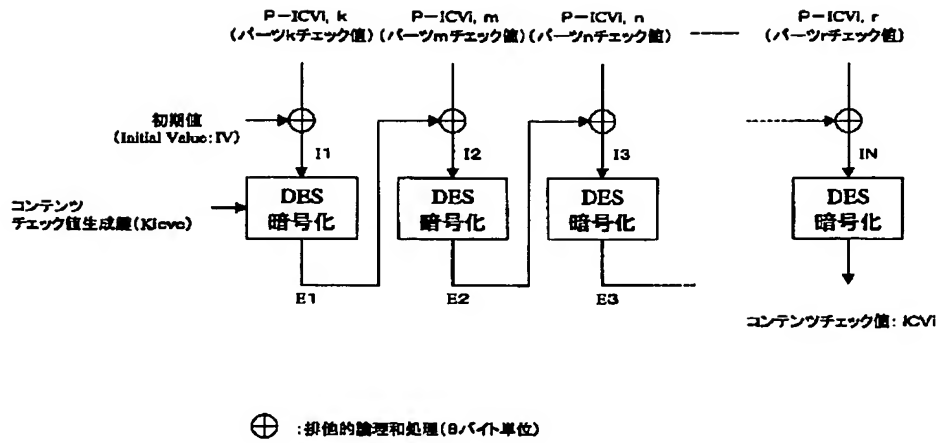 P−ICVi, k
P−ICVi, m
P−ICVi, n
P−ICVi, r
(パーツkチェック値)
(パーツmチェック値)
(パーツnチェック値)
(パーツrチェック値)
初期値
(Initial Value:IV)
I1
I2
I3
IN
コンテンツ
チェック値生成鍵(Kicvc)
DES
暗号化
DES
暗号化
DES
暗号化
DES
暗号化
E1
E2
E3
コンテンツチェック値: ICVi
:排他的論理和処理(8バイト単位)